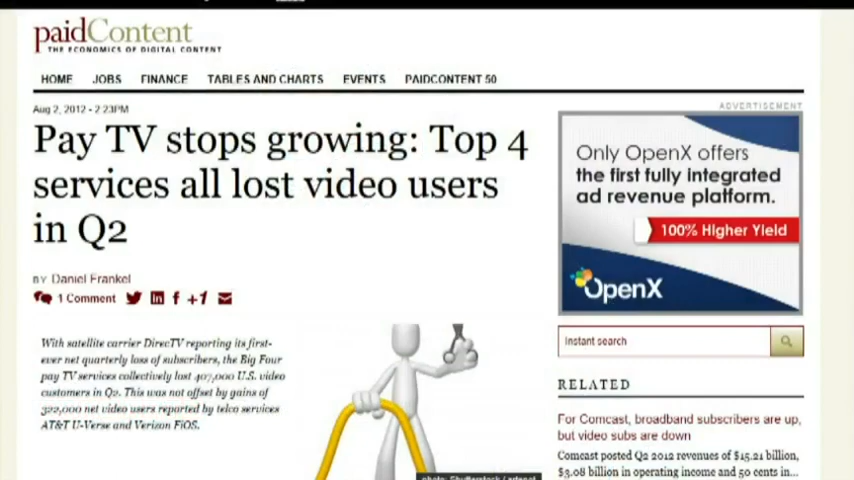 paidContent
THE ECONOMICS OF DIGITAL CONTENT
HOME JOBS FINANCE TABLES AND CHARTS EVENTS PAIDCONTENT 50
Aug 2, 2012 - 2:23PM
Pay TV stops growing: Top 4
services all lost video users
in Q2
BY Daniel Frankel
1 Comment
With satellite carrier DirecTV reporting its first-
ever net quarterly loss of subscribers, the Big Four
pay TV services collectively lost 407,000 U.S. video
customers in Q2. This was not offset by gains of
322,000 net video users reported by telco services
AT&T U-Verse and Verizon FiOS.
ADVERTISEMENT
Only OpenX offers
the first fully integrated
ad revenue platform.
100% Higher Yield
OpenX
Instant search
RELATED
For Comcast, broadband subscribers are up,
but video subs are down
Comcast posted Q2 2012 revenues of $15.21 billion,
$3.08 billion in operating income and 50 cents in...